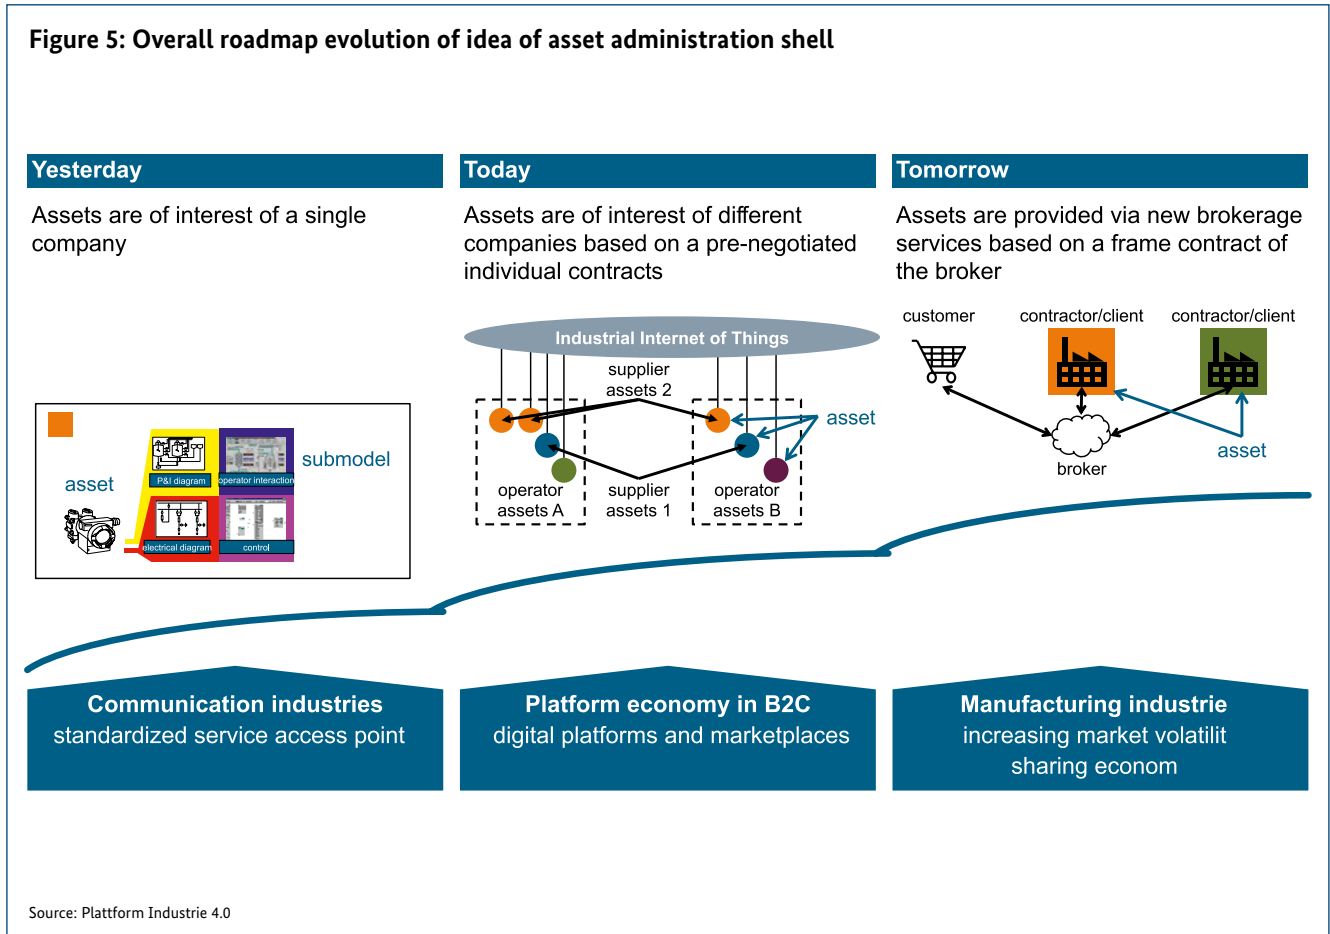 Figure 5: Overall roadmap evolution of idea of asset administration shell
Yesterday
Assets are of interest of a single
company
asset
P&I diagram
operator interaction
electrical diagram
control
submodel
Today
Assets are of interest of different
companies based on a pre-negotiated
individual contracts
Industrial Internet of Things
supplier
assets 2
asset
operator
assets A
supplier
assets 1
operator
assets B
Tomorrow
Assets are provided via new brokerage
services based on a frame contract of
the broker
customer
contractor/client
contractor/client
broker
asset
Communication industries
standardized service access point
Platform economy in B2C
digital platforms and marketplaces
Manufacturing industrie
increasing market volatilit
sharing econom
Source: Plattform Industrie 4.0